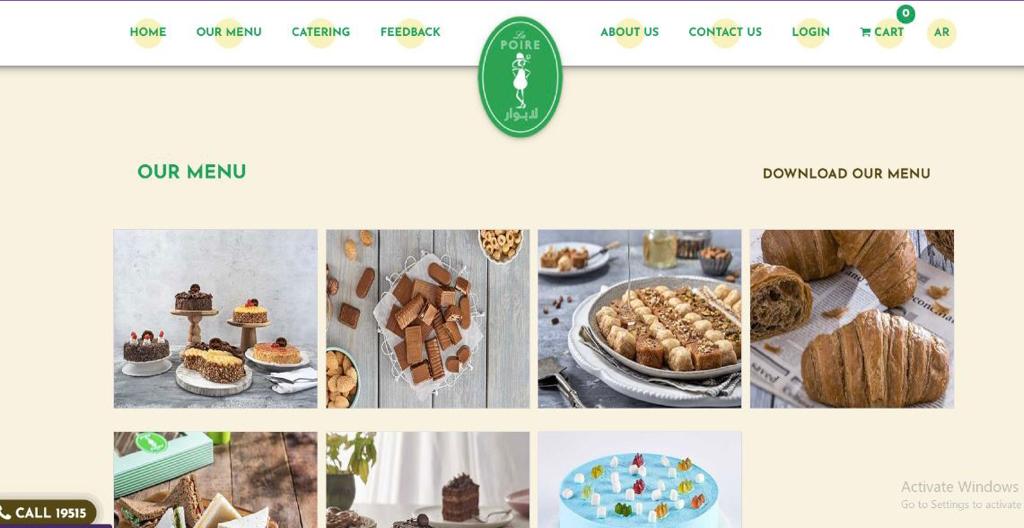 HOME OUR MENU CATERING FEEDBACK ABOUT US CONTACT US LOGIN CART 0 AR
La
POIRE
لابوار
OUR MENU
DOWNLOAD OUR MENU
saved
CALL 19515
Activate Windows
Go to Settings to activate